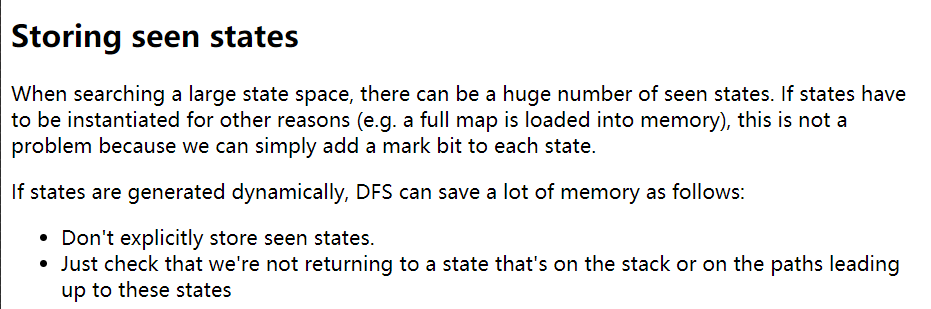 Storing seen states
When searching a large state space, there can be a huge number of seen states. If states have
to be instantiated for other reasons (e.g. a full map is loaded into memory), this is not a
problem because we can simply add a mark bit to each state.
If states are generated dynamically, DFS can save a lot of memory as follows:
• Don't explicitly store seen states.
• Just check that we're not returning to a state that's on the stack or on the paths leading
up to these states